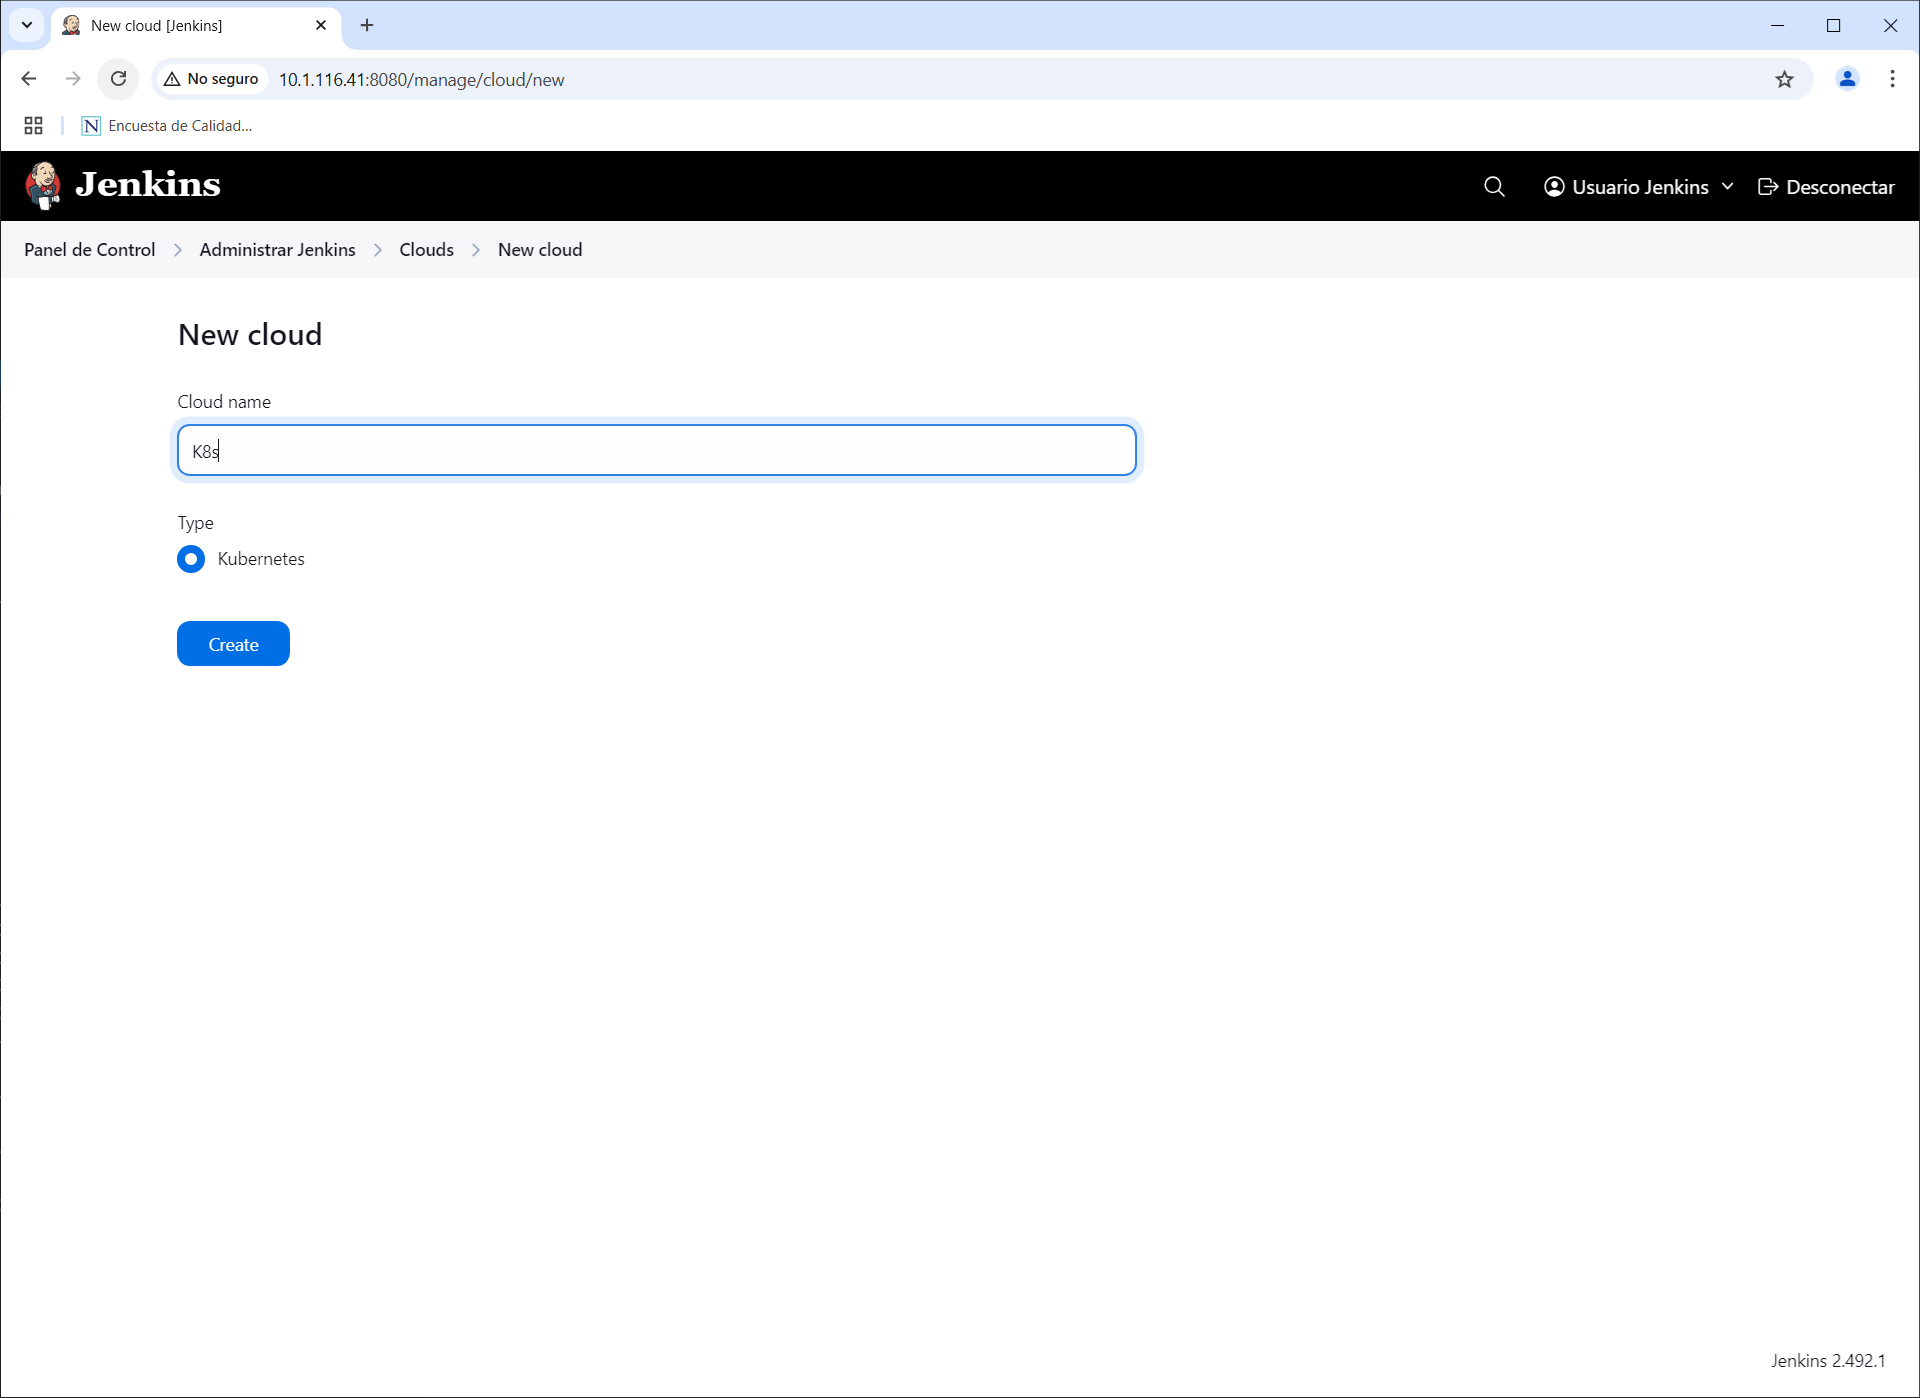 New cloud [Jenkins]
No seguro
10.1.116.41:8080/manage/cloud/new
N Encuesta de Calidad...
Jenkins
Usuario Jenkins
Desconectar
Panel de Control > Administrar Jenkins > Clouds > New cloud
New cloud
Cloud name
K8s
Type
Kubernetes
Create
Jenkins 2.492.1